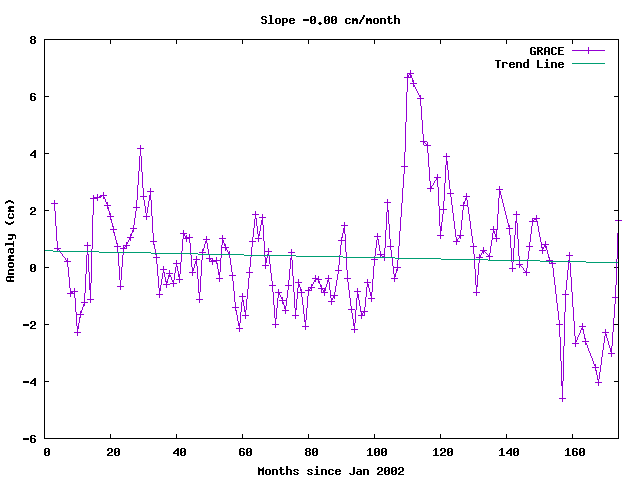 Slope -0.00 cm/month
GRACE
Trend Line
Anomaly (cm)
8
6
4
2
0
-2
-4
-6
0 20 40 60 80 100 120 140 160
Months since Jan 2002